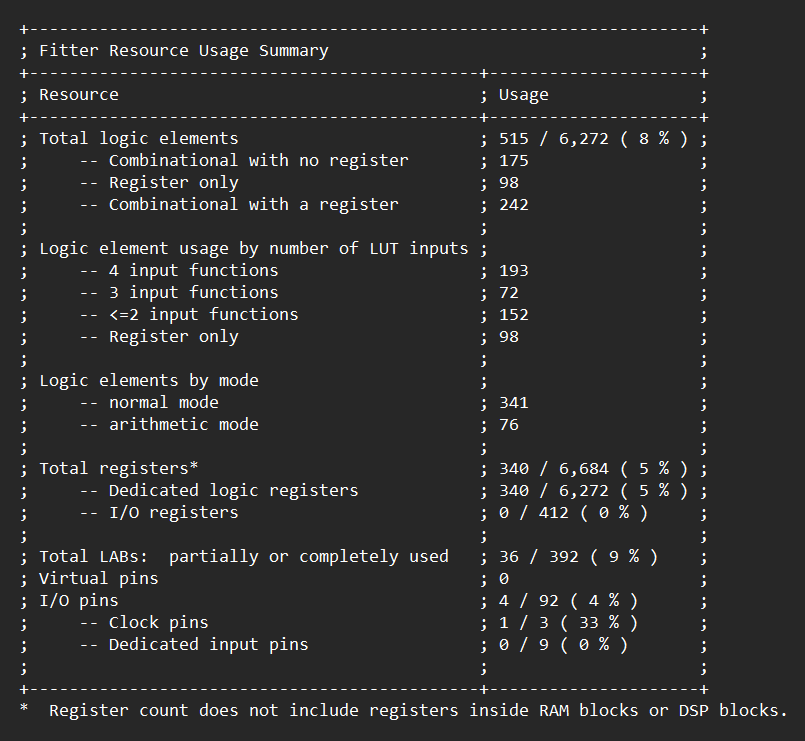 +-------------------------------------------------------------------+
; Fitter Resource Usage Summary                                     ;
+---------------------------------------------+---------------------+
; Resource                                    ; Usage               ;
+---------------------------------------------+---------------------+
; Total logic elements                        ; 515 / 6,272 ( 8 % ) ;
;     -- Combinational with no register       ; 175                 ;
;     -- Register only                        ; 98                  ;
;     -- Combinational with a register        ; 242                 ;
;                                             ;                     ;
; Logic element usage by number of LUT inputs ;                     ;
;     -- 4 input functions                    ; 193                 ;
;     -- 3 input functions                    ; 72                  ;
;     -- <=2 input functions                  ; 152                 ;
;     -- Register only                        ; 98                  ;
;                                             ;                     ;
; Logic elements by mode                      ;                     ;
;     -- normal mode                          ; 341                 ;
;     -- arithmetic mode                      ; 76                  ;
;                                             ;                     ;
; Total registers*                            ; 340 / 6,684 ( 5 % ) ;
;     -- Dedicated logic registers            ; 340 / 6,272 ( 5 % ) ;
;     -- I/O registers                        ; 0 / 412 ( 0 % )     ;
;                                             ;                     ;
; Total LABs:  partially or completely used   ; 36 / 392 ( 9 % )    ;
; Virtual pins                                ; 0                   ;
; I/O pins                                    ; 4 / 92 ( 4 % )      ;
;     -- Clock pins                           ; 1 / 3 ( 33 % )      ;
;     -- Dedicated input pins                 ; 0 / 9 ( 0 % )       ;
;                                             ;                     ;
+---------------------------------------------+---------------------+
*  Register count does not include registers inside RAM blocks or DSP blocks.